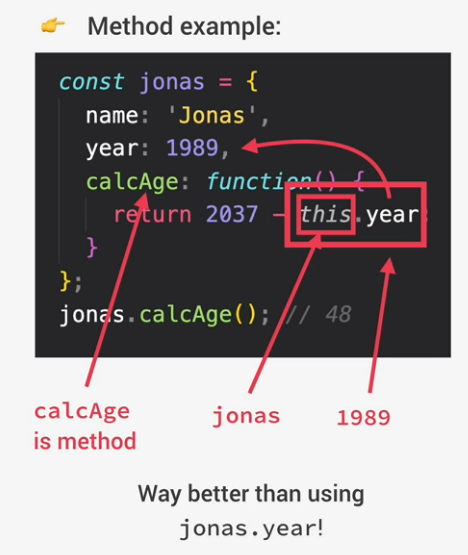 👉 Method example:
const jonas = {
name: 'Jonas',
year: 1989,
calcAge: function() {
return 2037 - this.year;
}
};
jonas.calcAge(); // 48
calcAge
is method
jonas
1989
Way better than using
jonas.year!